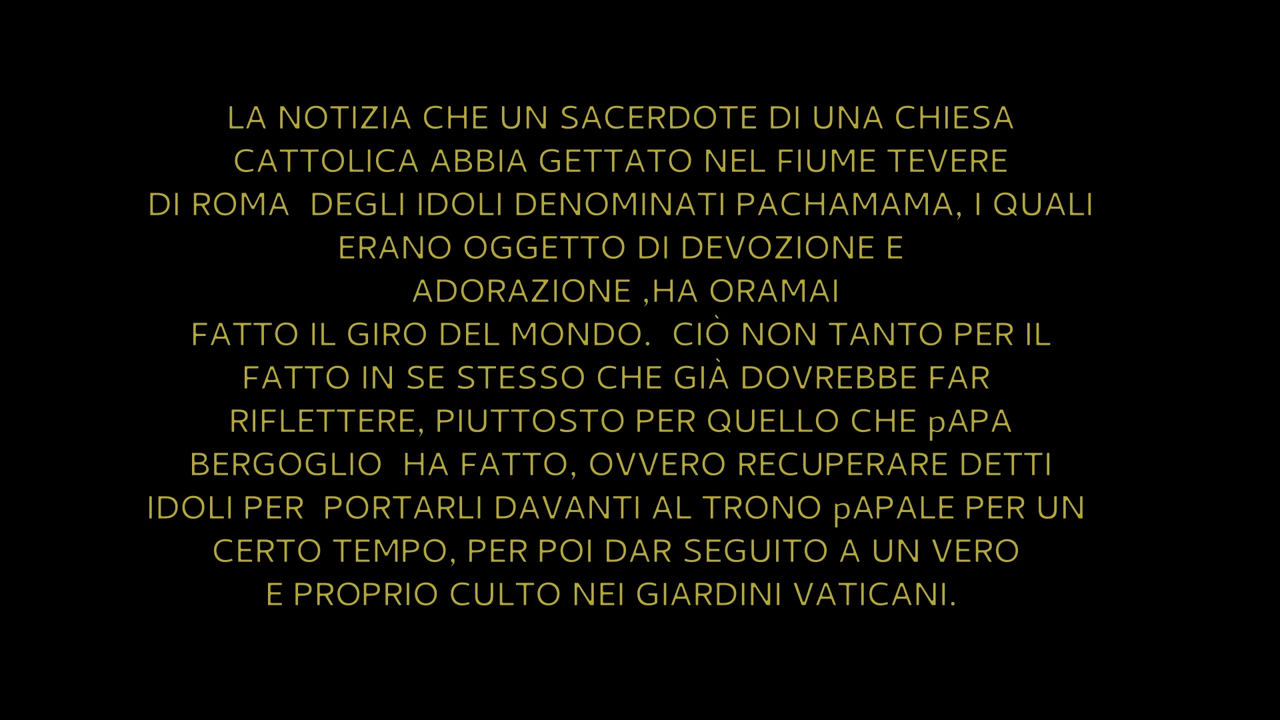 LA NOTIZIA CHE UN SACERDOTE DI UNA CHIESA
CATTOLICA ABBIA GETTATO NEL FIUME TEVERE
DI ROMA  DEGLI IDOLI DENOMINATI PACHAMAMA, I QUALI
ERANO OGGETTO DI DEVOZIONE E
ADORAZIONE ,HA ORAMAI
FATTO IL GIRO DEL MONDO.  CIÒ NON TANTO PER IL
FATTO IN SE STESSO CHE GIÀ DOVREBBE FAR
RIFLETTERE, PIUTTOSTO PER QUELLO CHE pAPA
BERGOGLIO  HA FATTO, OVVERO RECUPERARE DETTI
IDOLI PER  PORTARLI DAVANTI AL TRONO pAPALE PER UN
CERTO TEMPO, PER POI DAR SEGUITO A UN VERO
E PROPRIO CULTO NEI GIARDINI VATICANI.